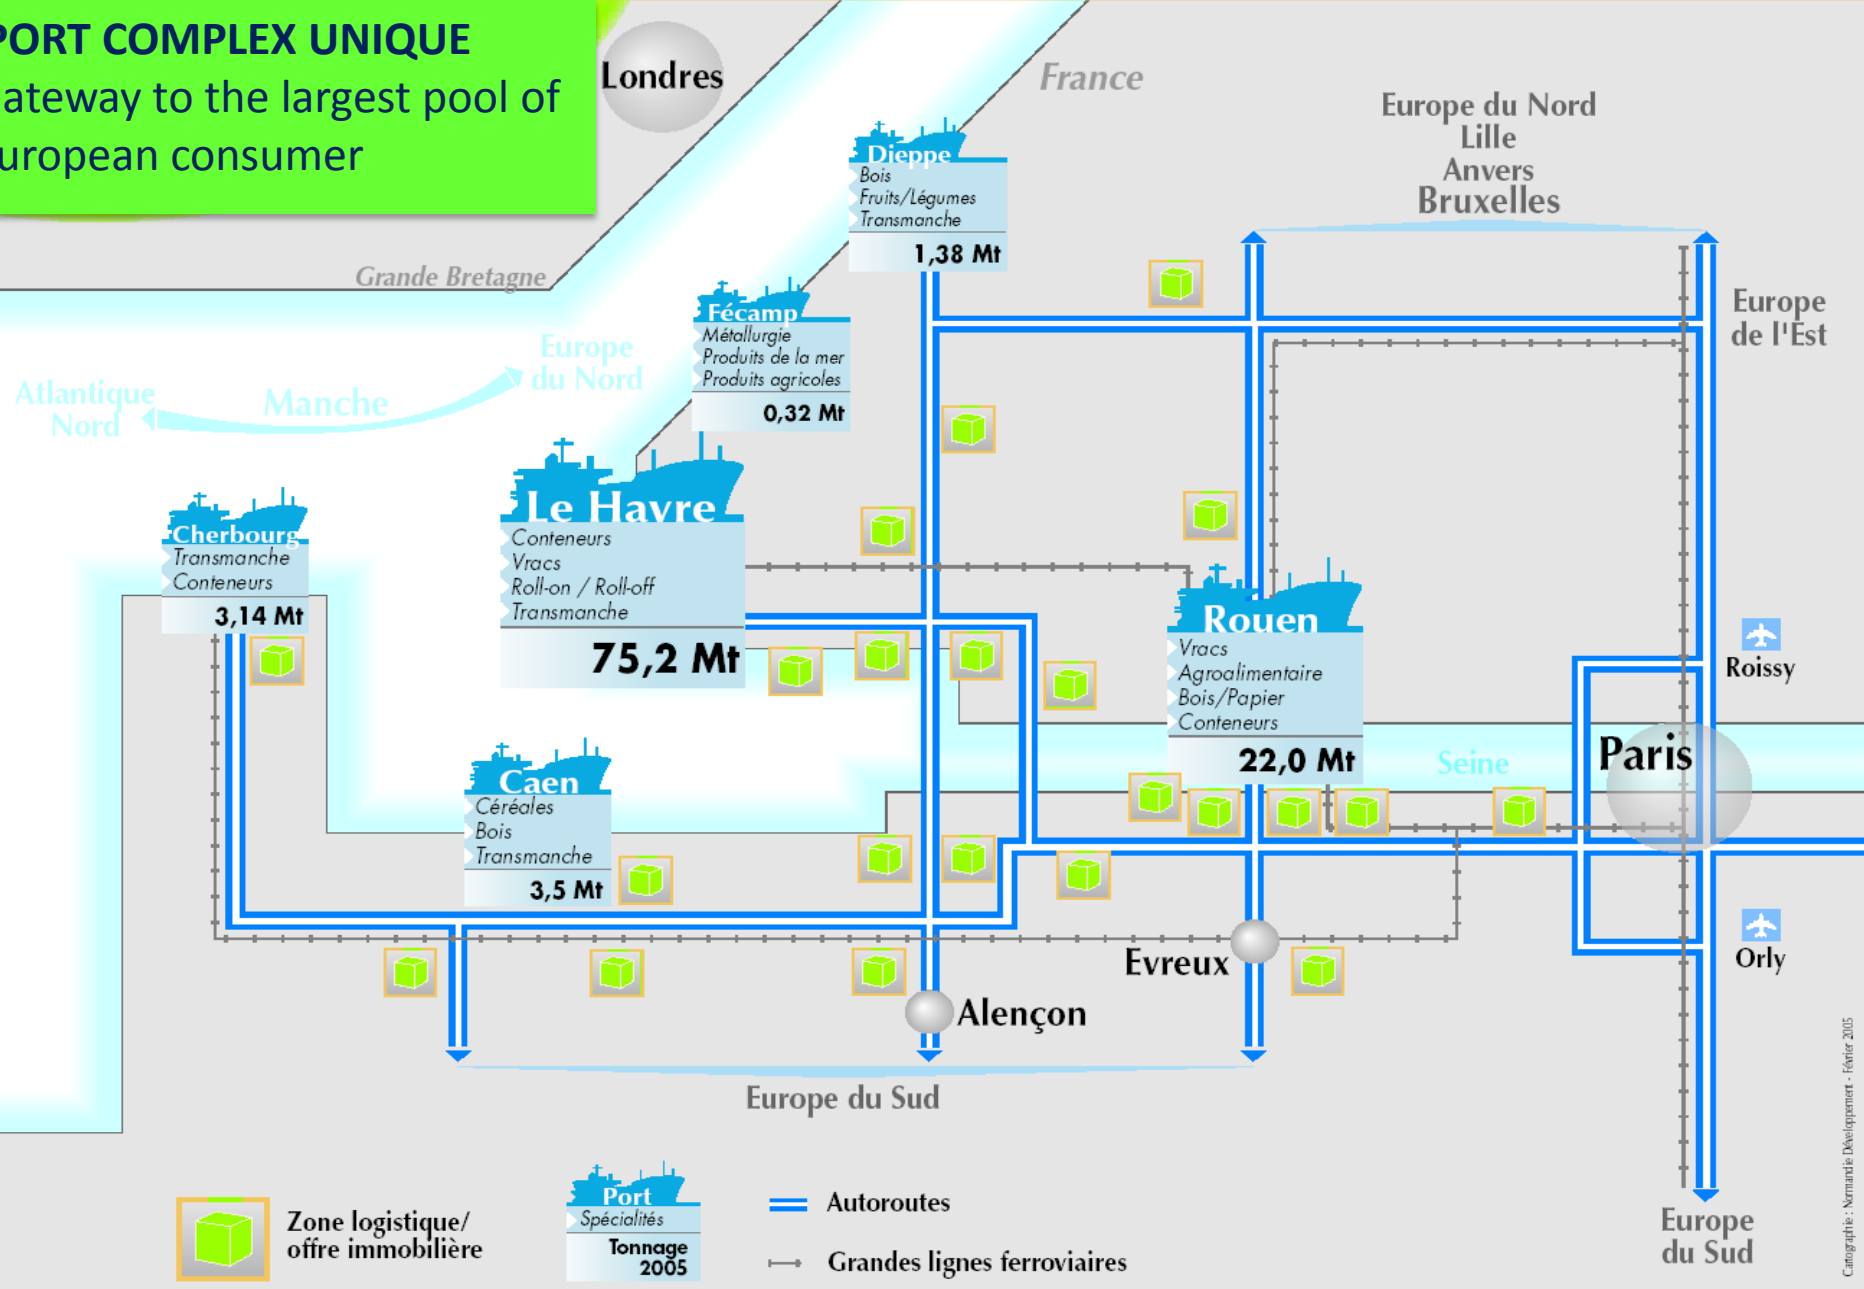 PORT COMPLEX UNIQUE
ateway to the largest pool of
uropean consumer
Londres
France
Grande Bretagne
Europe du Nord
Lille
Anvers
Bruxelles
Dieppe
Bois
Fruits/Légumes
Transmanche
1,38 Mt
Fécamp
Métallurgie
Produits de la mer
Produits agricoles
0,32 Mt
Europe
de l'Est
Atlantique
Nord
Manche
Europe
du Nord
Le Havre
Conteneurs
Vracs
Roll-on / Roll-off
Transmanche
75,2 Mt
Cherbourg
Transmanche
Conteneurs
3,14 Mt
Rouen
Vracs
Agroalimentaire
Bois/Papier
Conteneurs
22,0 Mt
Roissy
Seine
Paris
Caen
Céréales
Bois
Transmanche
3,5 Mt
Evreux
Orly
Alençon
Europe du Sud
Europe
du Sud
Zone logistique/
offre immobilière
Port
Spécialités
Tonnage
2005
Autoroutes
Grandes lignes ferroviaires
Cartographie : Normandie Développement - Février 2005